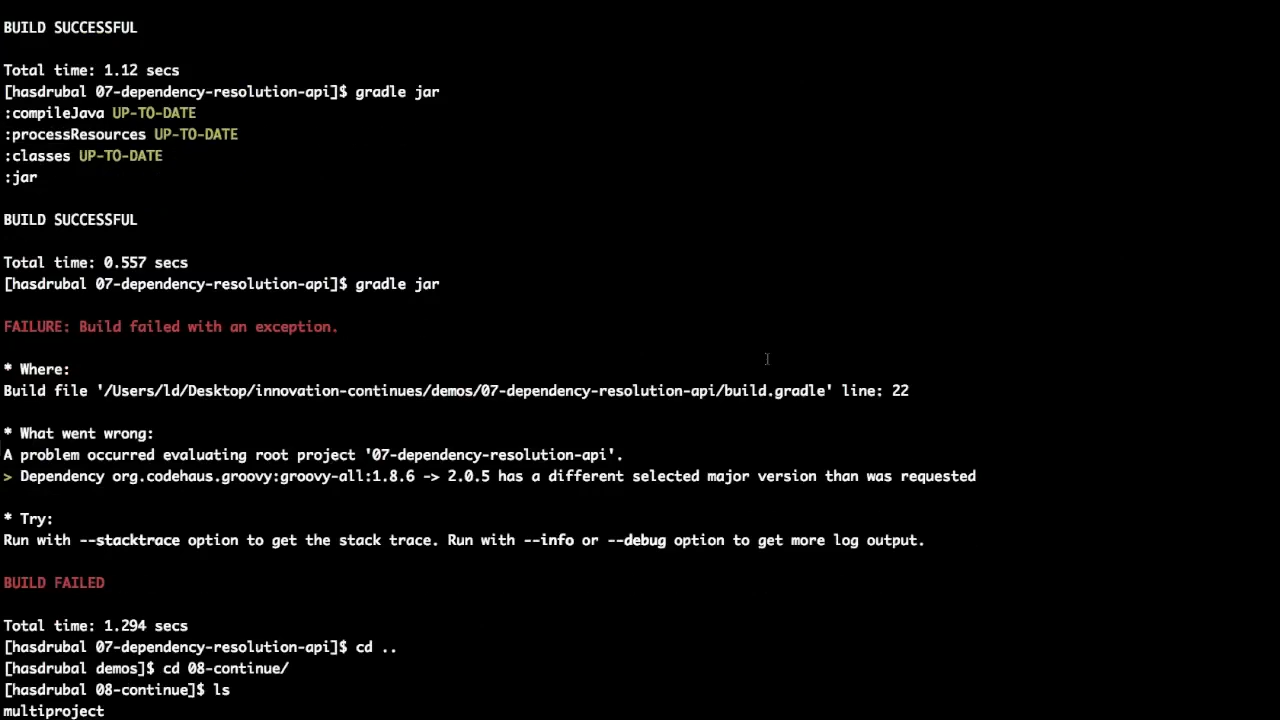 BUILD SUCCESSFUL
Total time: 1.12 secs
[hasdrubal 07-dependency-resolution-api]$ gradle jar
:compileJava UP-TO-DATE
:processResources UP-TO-DATE
:classes UP-TO-DATE
:jar
BUILD SUCCESSFUL
Total time: 0.557 secs
[hasdrubal 07-dependency-resolution-api]$ gradle jar
FAILURE: Build failed with an exception.
* Where:
Build file '/Users/ld/Desktop/innovation-continues/demos/07-dependency-resolution-api/build.gradle' line: 22
* What went wrong:
A problem occurred evaluating root project '07-dependency-resolution-api'.
> Dependency org.codehaus.groovy:groovy-all:1.8.6 -> 2.0.5 has a different selected major version than was requested
* Try:
Run with --stacktrace option to get the stack trace. Run with --info or --debug option to get more log output.
BUILD FAILED
Total time: 1.294 secs
[hasdrubal 07-dependency-resolution-api]$ cd ..
[hasdrubal demos]$ cd 08-continue/
[hasdrubal 08-continue]$ ls
multiproject